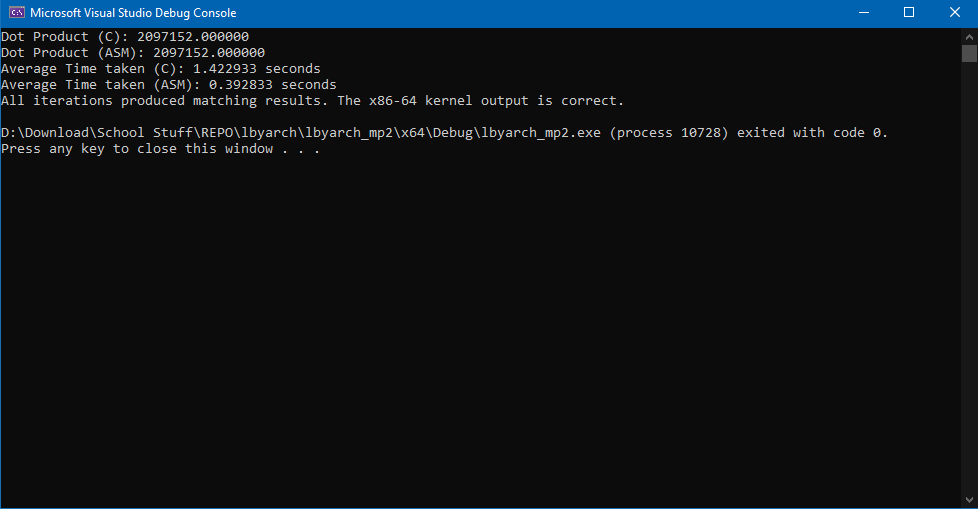 Microsoft Visual Studio Debug Console
Dot Product (C): 2097152.000000
Dot Product (ASM): 2097152.000000
Average Time taken (C): 1.422933 seconds
Average Time taken (ASM): 0.392833 seconds
All iterations produced matching results. The x86-64 kernel output is correct.
D:\Download\School Stuff\REPO\lbyarch\lbyarch_mp2\x64\Debug\lbyarch_mp2.exe (process 10728) exited with code 0.
Press any key to close this window . . .